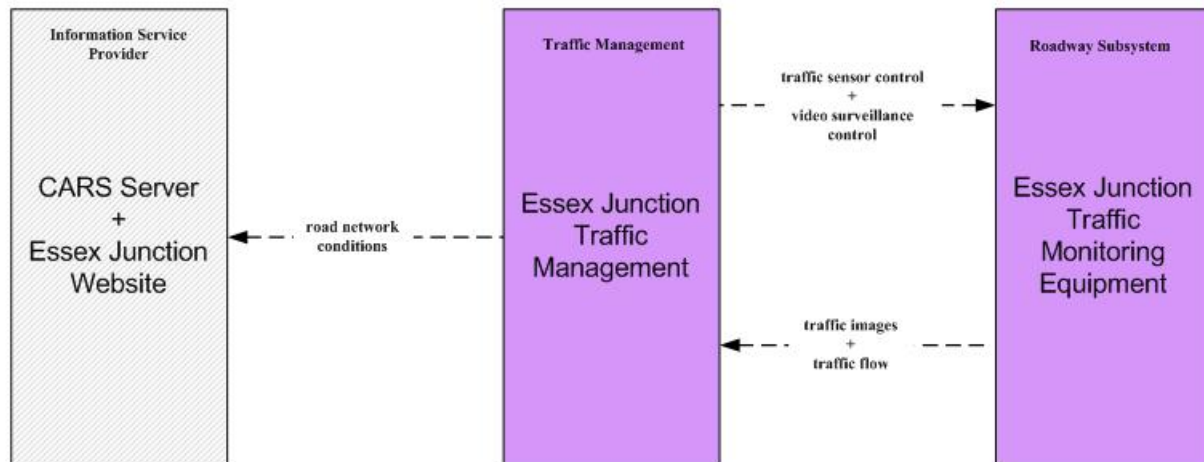 Information Service
Provider
CARS Server
+
Essex Junction
Website
road network
conditions
Traffic Management
Essex Junction
Traffic
Management
traffic sensor control
+
video surveillance
control
traffic images
+
traffic flow
Roadway Subsystem
Essex Junction
Traffic
Monitoring
Equipment